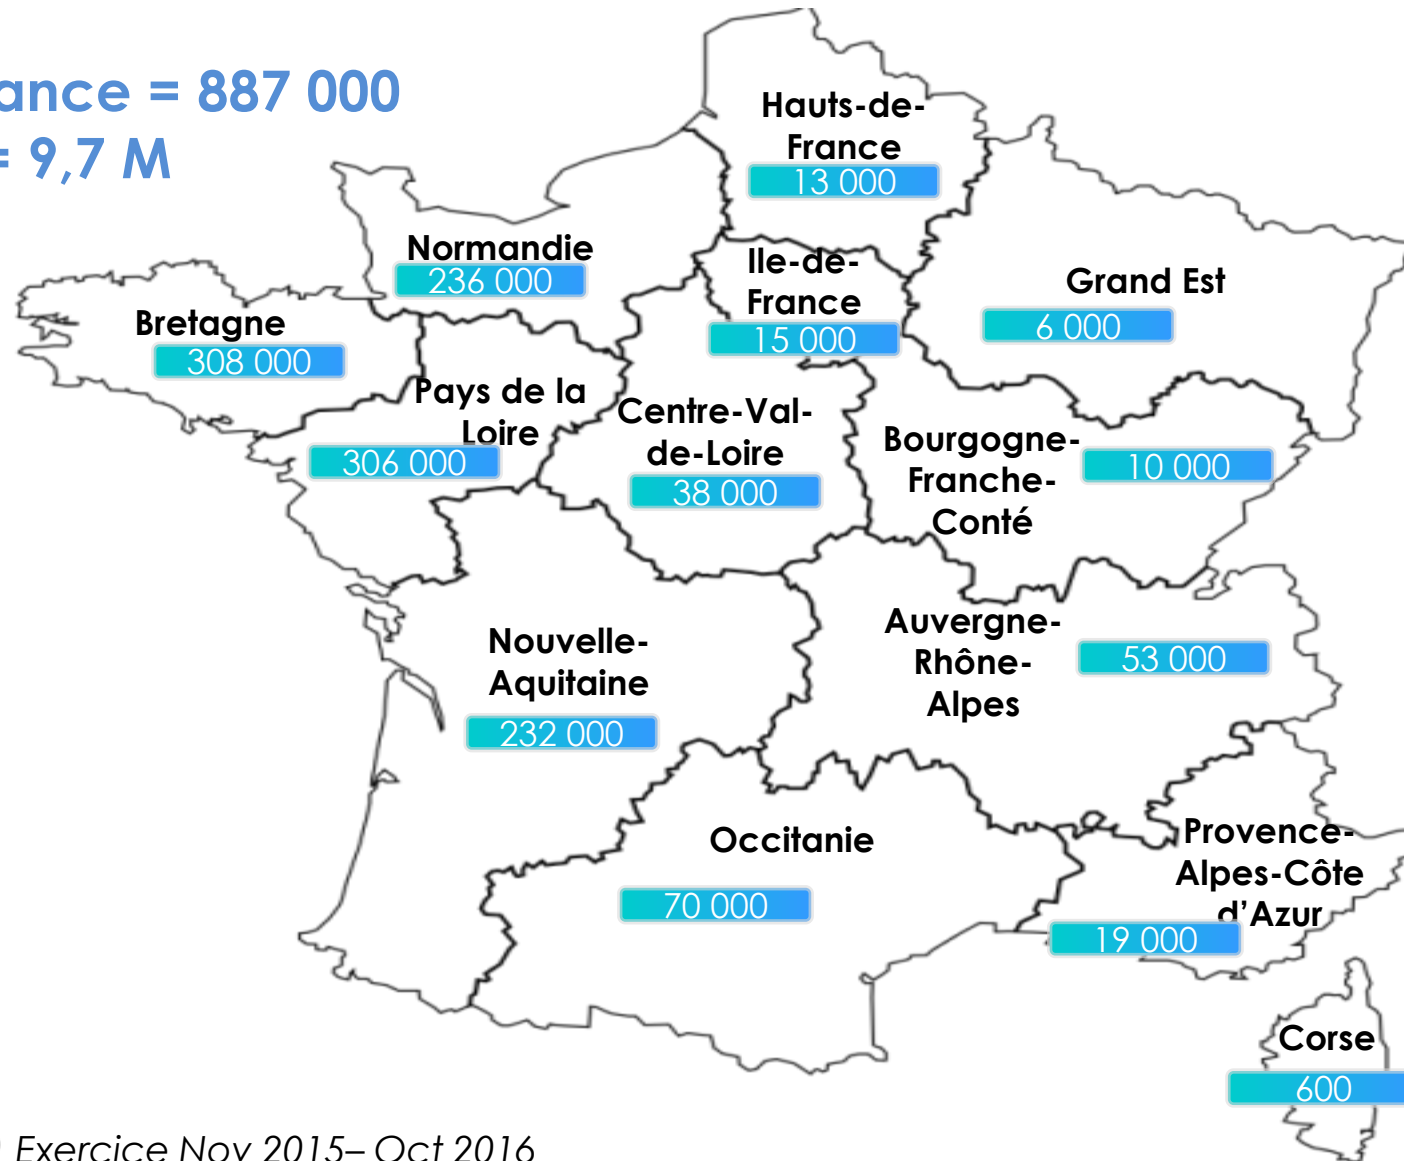 ance = 887 000
= 9,7 M
Hauts-de-
France
13 000
Normandie
236 000
Ile-de-
France
15 000
Grand Est
6 000
Bretagne
308 000
Pays de la
Loire
306 000
Centre-Val-
de-Loire
38 000
Bourgogne-
Franche-
Conté
10 000
Auvergne-
Rhône-
Alpes
53 000
Nouvelle-
Aquitaine
232 000
Occitanie
70 000
Provence-
Alpes-Côte
d’Azur
19 000
Corse
600
Exercice Nov 2015– Oct 2016